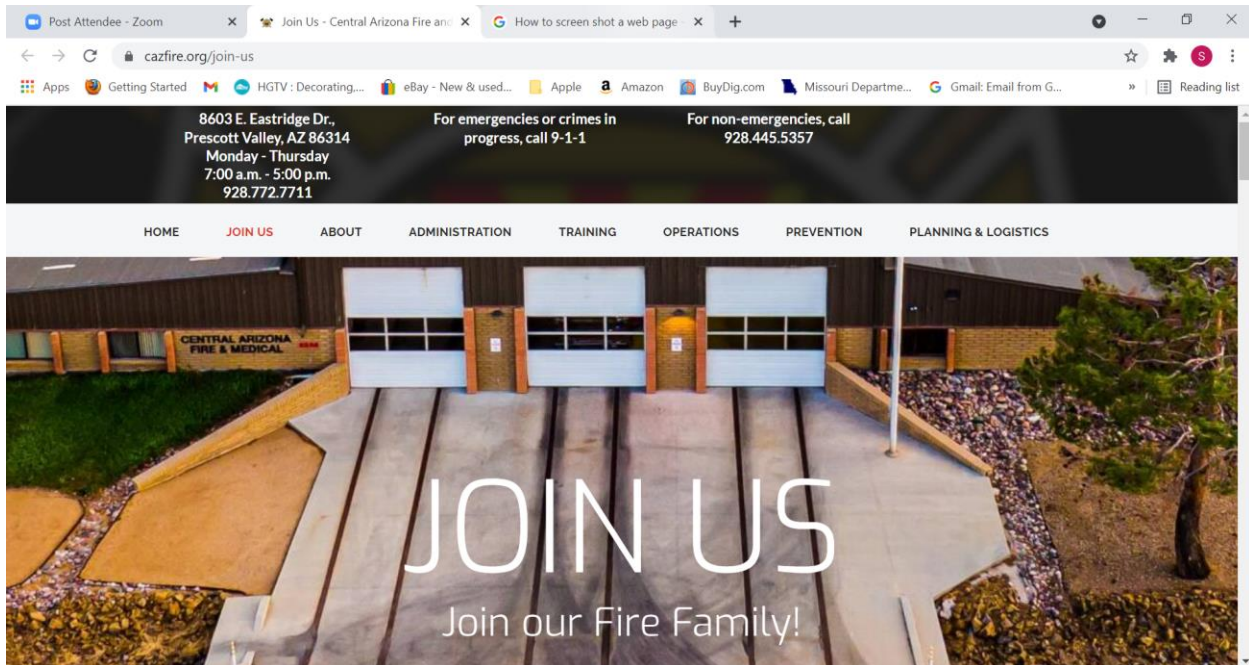 Post Attendee - Zoom
Join Us - Central Arizona Fire and
How to screen shot a web page -
cazfire.org/join-us
S
Apps
Getting Started
HGTV : Decorating,...
eBay - New & used...
Apple
Amazon
BuyDig.com
Missouri Departme...
Gmail: Email from G...
»
Reading list
8603 E. Eastridge Dr.,
Prescott Valley, AZ 86314
Monday - Thursday
7:00 a.m. - 5:00 p.m.
928.772.7711
For emergencies or crimes in
progress, call 9-1-1
For non-emergencies, call
928.445.5357
HOME
JOIN US
ABOUT
ADMINISTRATION
TRAINING
OPERATIONS
PREVENTION
PLANNING & LOGISTICS
CENTRAL ARIZONA
FIRE & MEDICAL
JOIN US
Join our Fire Family!